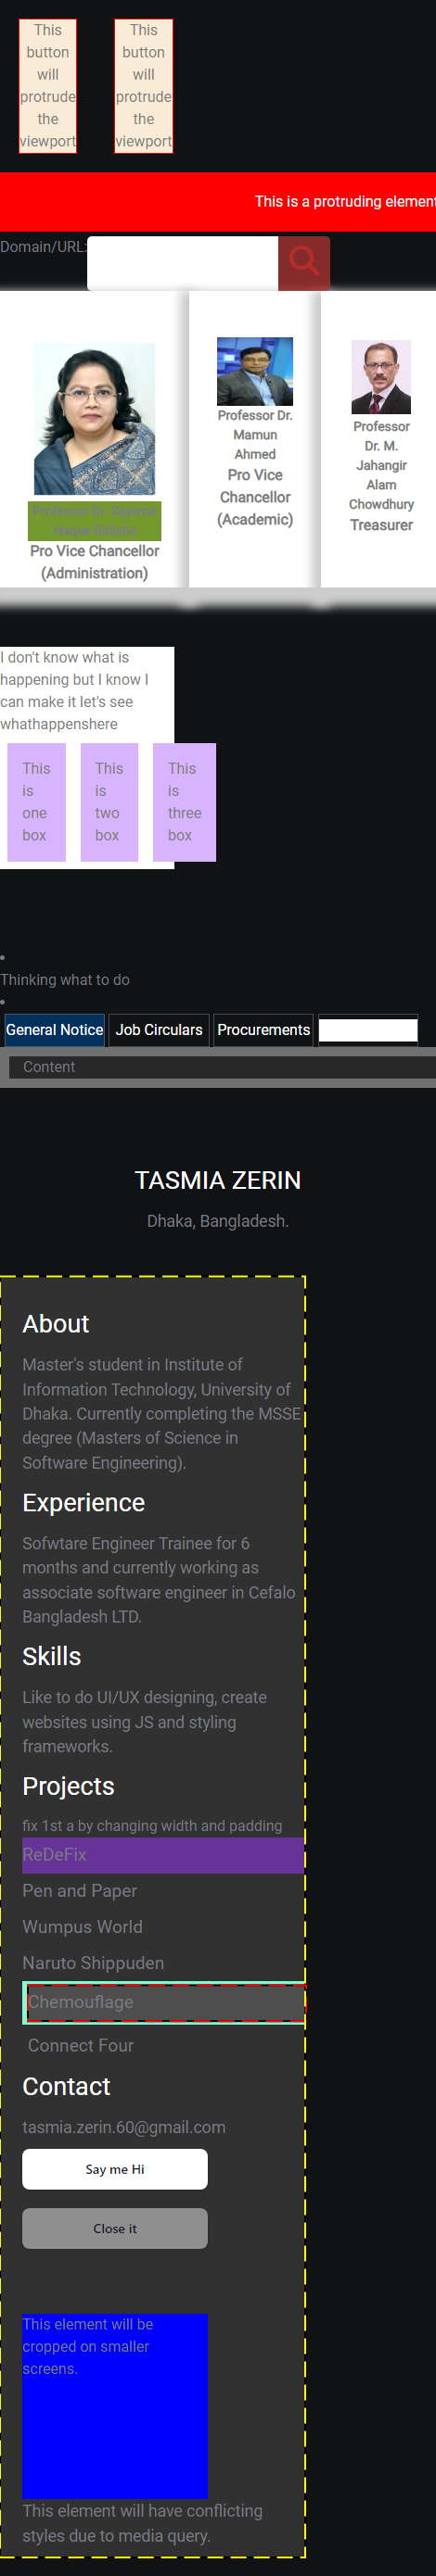 This
button
will
protrude
the
viewport
This
button
will
protrude
the
viewport
This is a protruding element
Domain/URL:
Professor Dr. Sayema
Haque Bidisha
Pro Vice Chancellor
(Administration)
Professor Dr.
Mamun
Ahmed
Pro Vice
Chancellor
(Academic)
Professor
Dr. M.
Jahangir
Alam
Chowdhury
Treasurer
I don't know what is
happening but I know I
can make it let's see
whathappenshere
This
is
one
box
This
is
two
box
This
is
three
box
Thinking what to do
General Notice
Job Circulars
Procurements
Content
TASMIA ZERIN
Dhaka, Bangladesh.
About
Master's student in Institute of
Information Technology, University of
Dhaka. Currently completing the MSSE
degree (Masters of Science in
Software Engineering).
Experience
Sofwtare Engineer Trainee for 6
months and currently working as
associate software engineer in Cefalo
Bangladesh LTD.
Skills
Like to do UI/UX designing, create
websites using JS and styling
frameworks.
Projects
fix 1st a by changing width and padding
ReDeFix
Pen and Paper
Wumpus World
Naruto Shippuden
Chemouflage
Connect Four
Contact
tasmia.zerin.60@gmail.com
Say me Hi
Close it
This element will be
cropped on smaller
screens.
This element will have conflicting
styles due to media query.